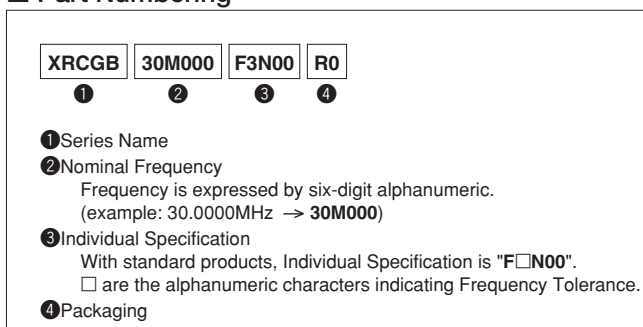 ■ Part Numbering
XRCGB 30M000 F3N00 R0
❶ ❷ ❸ ❹
❶Series Name
❷Nominal Frequency
Frequency is expressed by six-digit alphanumeric.
(example: 30.0000MHz → 30M000)
❸Individual Specification
With standard products, Individual Specification is "F□N00".
□ are the alphanumeric characters indicating Frequency Tolerance.
❹Packaging